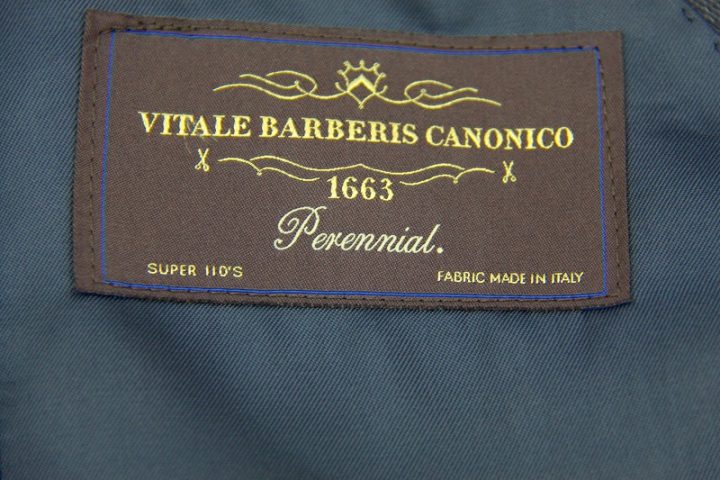 VITALE BARBERIS CANONICO
1663
Perennial.
SUPER 110'S
FABRIC MADE IN ITALY